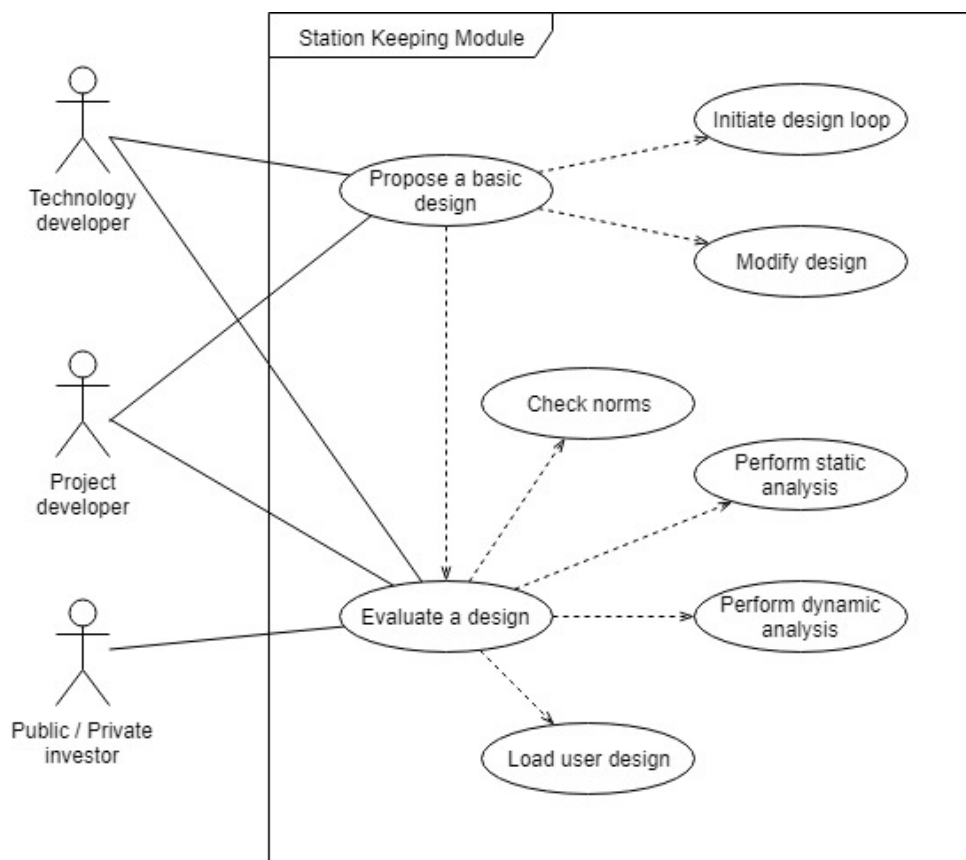 Station Keeping Module
Technology
developer
Propose a basic
design
Initiate design loop
Modify design
Project
developer
Check norms
Perform static
analysis
Evaluate a design
Perform dynamic
analysis
Public / Private
investor
Load user design